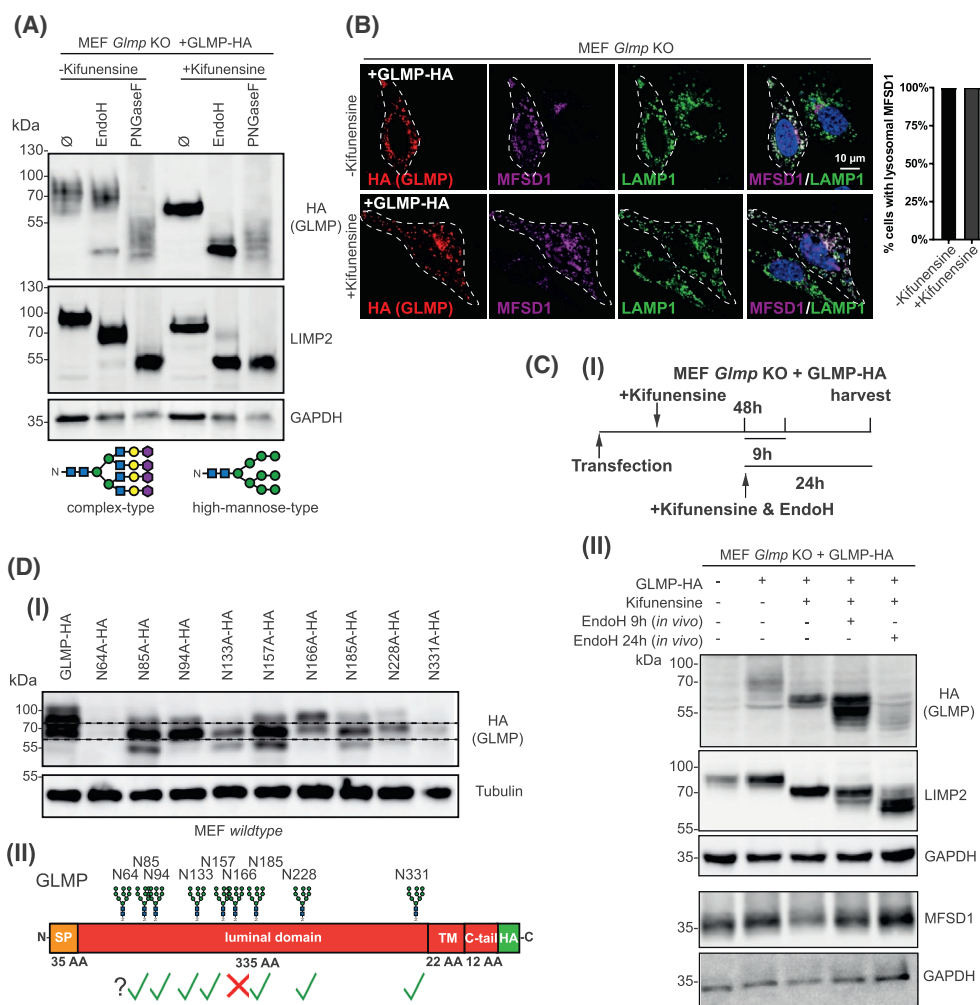 (A)
MEF Glmp KO +GLMP-HA
-Kifunensine +Kifunensine
kDa
Ø EndoH PNGaseF Ø EndoH PNGaseF
130
100
70
55
HA
(GLMP)
130
100
70
55
LIMP2
35
GAPDH
N
complex-type
N
high-mannose-type
(B)
MEF Glmp KO
-Kifunensine
+GLMP-HA
HA (GLMP)
MFSD1
LAMP1
10 µm
MFSD1/LAMP1
+Kifunensine
+GLMP-HA
HA (GLMP)
MFSD1
LAMP1
MFSD1/LAMP1
% cells with lysosomal MFSD1
100%
75%
50%
25%
0%
-Kifunensine
+Kifunensine
(C)
(I)
MEF Glmp KO + GLMP-HA
+Kifunensine 48h harvest
Transfection
9h
24h
+Kifunensine & EndoH
(II)
MEF Glmp KO + GLMP-HA
GLMP-HA - + + + +
Kifunensine - - + + +
EndoH 9h (in vivo) - - - + -
EndoH 24h (in vivo) - - - - +
kDa
100
70
55
HA
(GLMP)
100
70
55
LIMP2
35
GAPDH
35
MFSD1
35
GAPDH
(D)
(I)
GLMP-HA N64A-HA N85A-HA N94A-HA N133A-HA N157A-HA N166A-HA N185A-HA N228A-HA N331A-HA
kDa
100
70
55
HA
(GLMP)
55
Tubulin
MEF wildtype
(II)
GLMP
N85 N157 N185
N64 N94 N133 N166 N228 N331
N- SP luminal domain TM C-tail HA -C
35 AA 335 AA 22 AA 12 AA
?